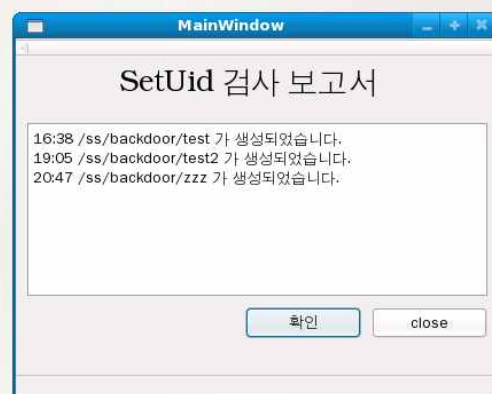 MainWindow
SetUid 검사 보고서
16:38 /ss/backdoor/test 가 생성되었습니다.
19:05 /ss/backdoor/test2 가 생성되었습니다.
20:47 /ss/backdoor/zzz 가 생성되었습니다.
확인
close